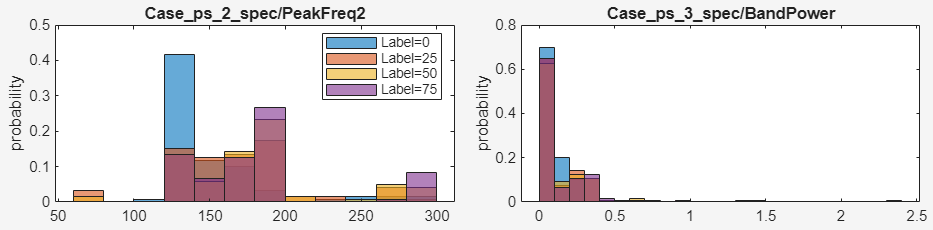 Case_ps_2_spec/PeakFreq2
0.5
0.4
0.3
0.2
0.1
0
probability
Label=0
Label=25
Label=50
Label=75
50 100 150 200 250 300
Case_ps_3_spec/BandPower
0.8
0.6
0.4
0.2
0
probability
0 0.5 1 1.5 2 2.5